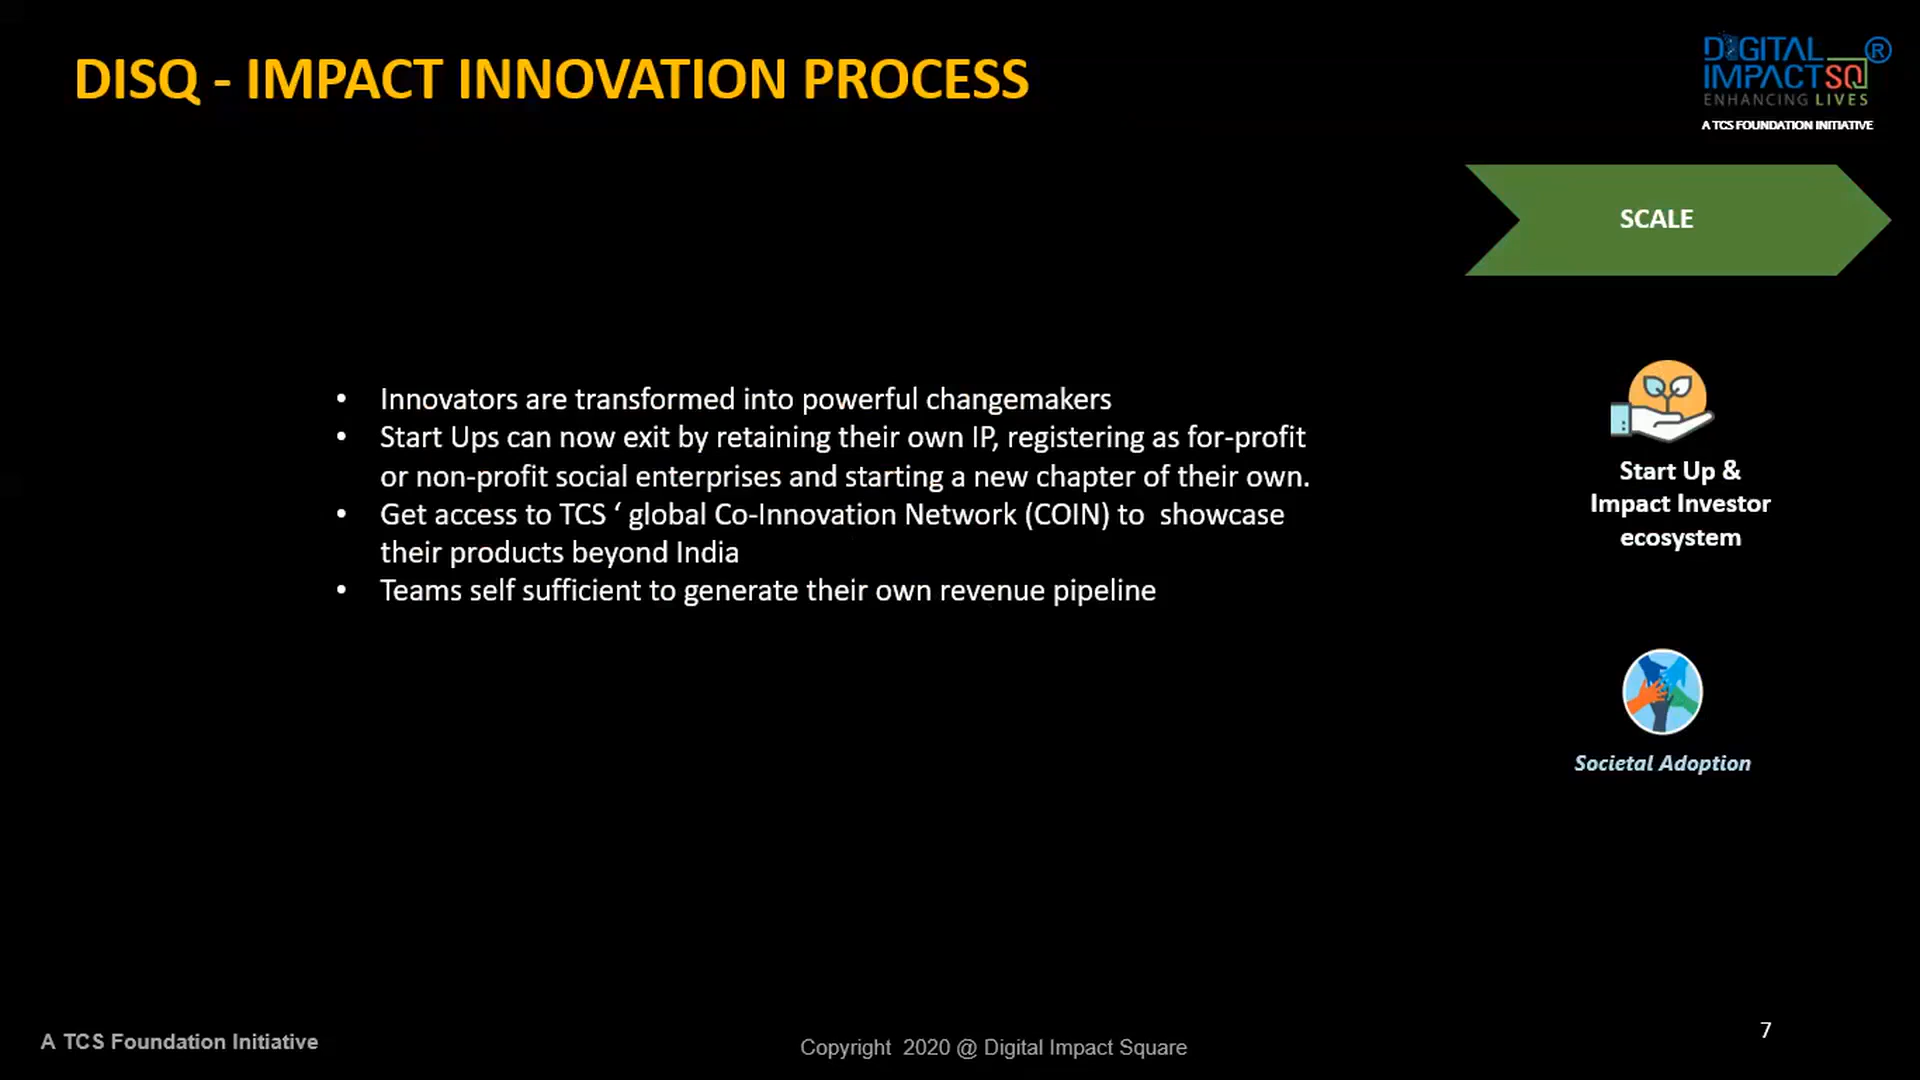 DISQ - IMPACT INNOVATION PROCESS
DIGITAL ®
IMPACT SQ
ENHANCING LIVES
A TCS FOUNDATION INITIATIVE
SCALE
• Innovators are transformed into powerful changemakers
• Start Ups can now exit by retaining their own IP, registering as for-profit
or non-profit social enterprises and starting a new chapter of their own.
• Get access to TCS ‘ global Co-Innovation Network (COIN) to  showcase
their products beyond India
• Teams self sufficient to generate their own revenue pipeline
Start Up &
Impact Investor
ecosystem
Societal Adoption
A TCS Foundation Initiative
Copyright  2020 @ Digital Impact Square
7